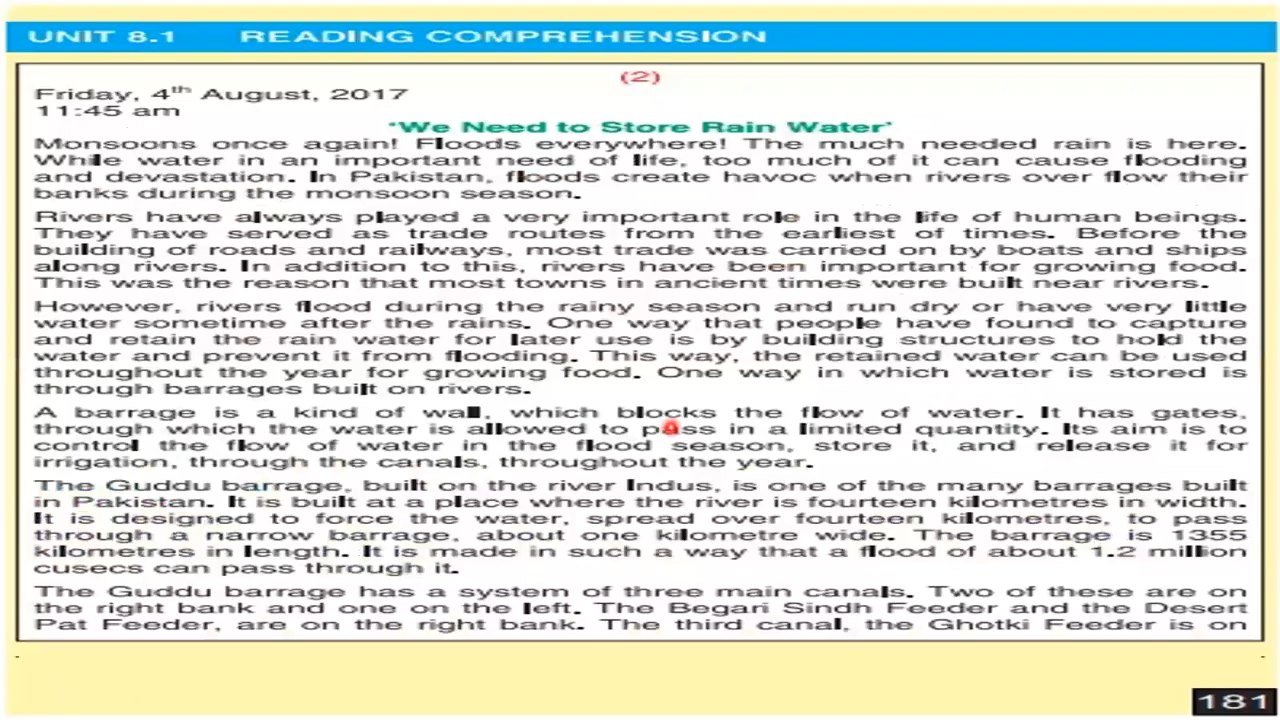 UNIT 8.1 READING COMPREHENSION
(2)
Friday, 4th August, 2017
11:45 am
'We Need to Store Rain Water'
Monsoons once again! Floods everywhere! The much needed rain is here.
While water in an important need of life, too much of it can cause flooding
and devastation. In Pakistan, floods create havoc when rivers over flow their
banks during the monsoon season.
Rivers have always played a very important role in the life of human beings.
They have served as trade routes from the earliest of times. Before the
building of roads and railways, most trade was carried on by boats and ships
along rivers. In addition to this, rivers have been important for growing food.
This was the reason that most towns in ancient times were built near rivers.
However, rivers flood during the rainy season and run dry or have very little
water sometime after the rains. One way that people have found to capture
and retain the rain water for later use is by building structures to hold the
water and prevent it from flooding. This way, the retained water can be used
throughout the year for growing food. One way in which water is stored is
through barrages built on rivers.
A barrage is a kind of wall, which blocks the flow of water. It has gates,
through which the water is allowed to pass in a limited quantity. Its aim is to
control the flow of water in the flood season, store it, and release it for
irrigation, through the canals, throughout the year.
The Guddu barrage, built on the river Indus, is one of the many barrages built
in Pakistan. It is built at a place where the river is fourteen kilometres in width.
It is designed to force the water, spread over fourteen kilometres, to pass
through a narrow barrage, about one kilometre wide. The barrage is 1355
kilometres in length. It is made in such a way that a flood of about 1.2 million
cusecs can pass through it.
The Guddu barrage has a system of three main canals. Two of these are on
the right bank and one on the left. The Begari Sindh Feeder and the Desert
Pat Feeder, are on the right bank. The third canal, the Ghotki Feeder is on
181